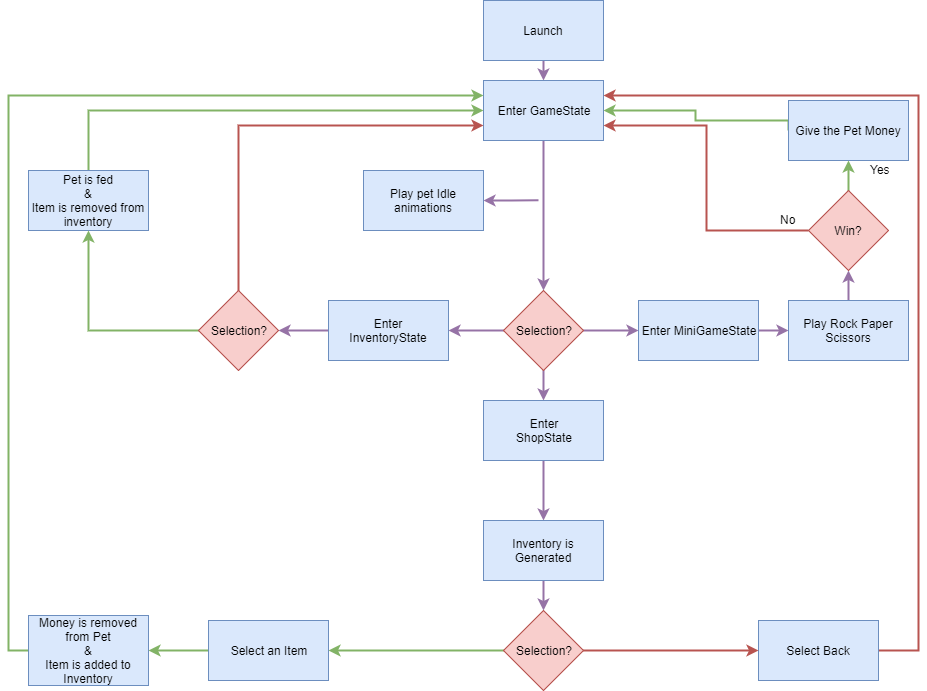 Launch
Enter GameState
Give the Pet Money
Yes
Pet is fed
&
Item is removed from
inventory
Play pet Idle
animations
No
Win?
Selection?
Enter
InventoryState
Selection?
Enter MiniGameState
Play Rock Paper
Scissors
Enter
ShopState
Inventory is
Generated
Money is removed
from Pet
&
Item is added to
Inventory
Select an Item
Selection?
Select Back